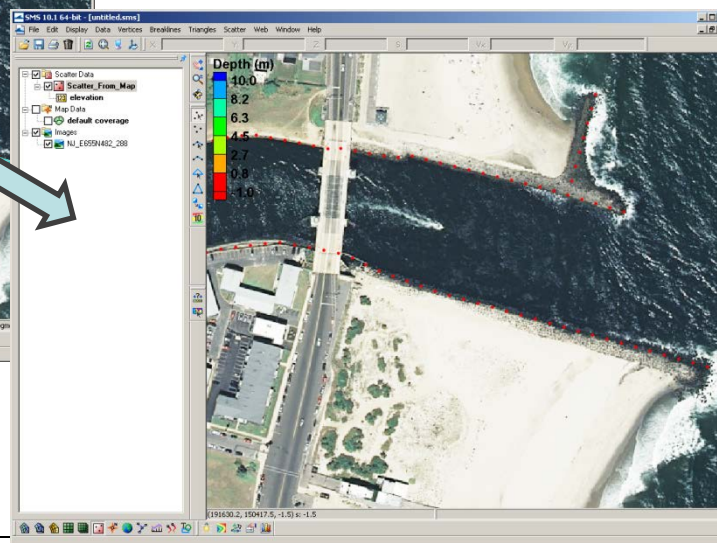 SMS 10.1 64-bit - [untitled.sms]
File Edit Display Data Vertices Breaklines Triangles Scatter Web Window Help
X: Y: Z: S: Vx: Vy:
Scatter Data
Scatter_From_Map
elevation
Map Data
default coverage
Images
NJ_E655N482_288
Depth (m)
10.0
8.2
6.3
4.5
2.7
0.8
-1.0
(191630.2, 150417.5, -1.5) s: -1.5